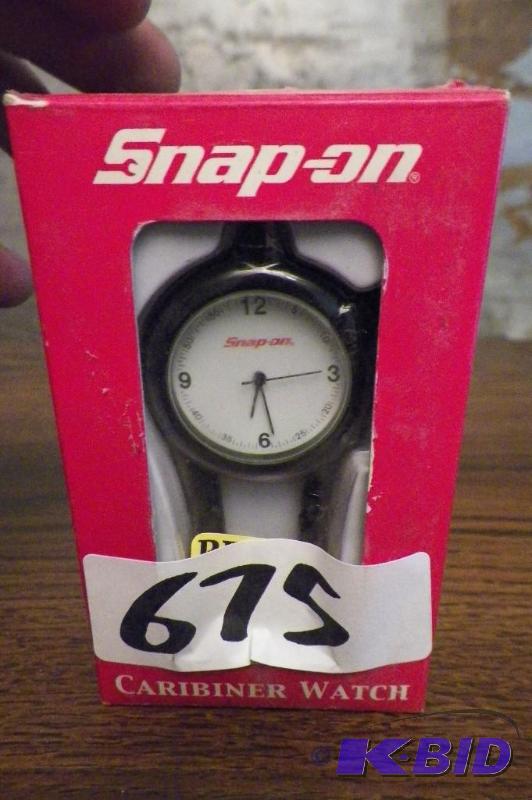 Snap-on®
12
Snap-on®
9
3
6
675
CARIBINER WATCH
K-BID